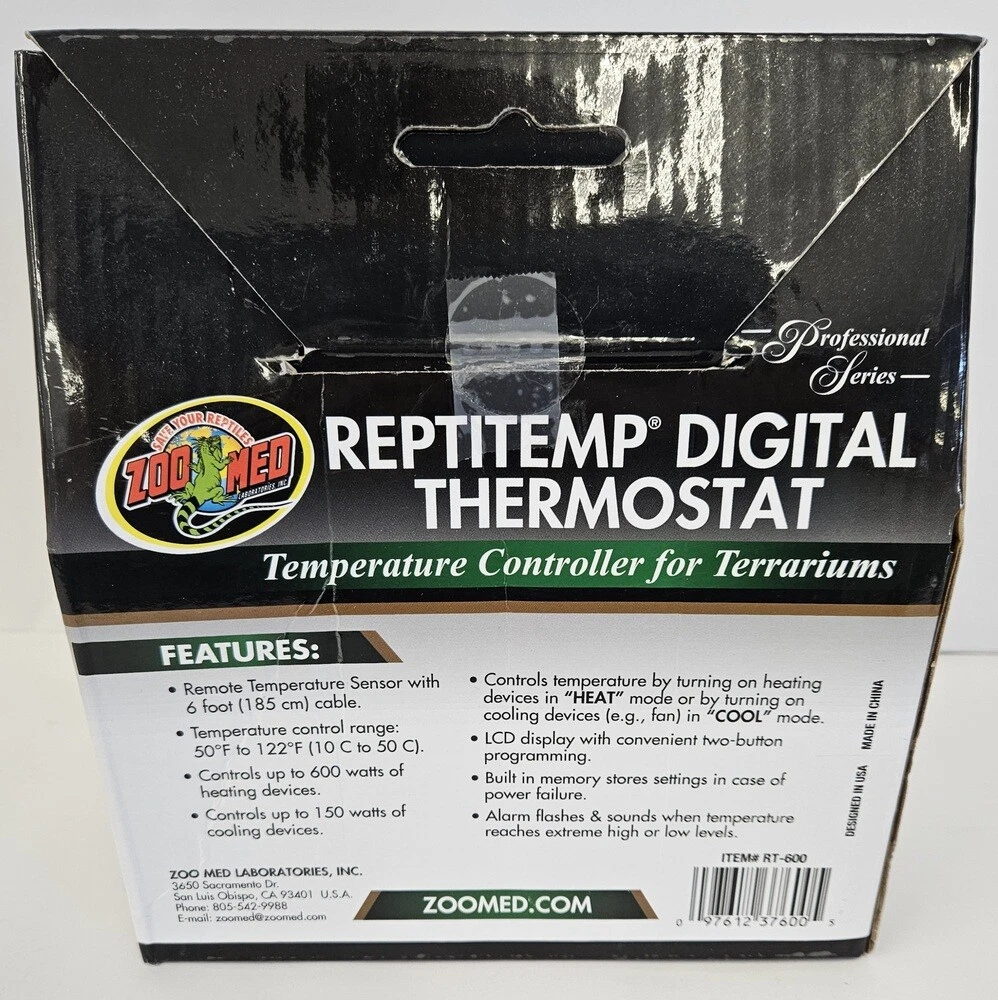 Professional
Series
SAVE YOUR REPTILES
ZOO MED
LABORATORIES, INC.
REPTITEMP® DIGITAL
THERMOSTAT
Temperature Controller for Terrariums
FEATURES:
• Remote Temperature Sensor with
6 foot (185 cm) cable.
• Temperature control range:
50°F to 122°F (10 C to 50 C).
• Controls up to 600 watts of
heating devices.
• Controls up to 150 watts of
cooling devices.
• Controls temperature by turning on heating
devices in “HEAT” mode or by turning on
cooling devices (e.g., fan) in “COOL” mode.
• LCD display with convenient two-button
programming.
• Built in memory stores settings in case of
power failure.
• Alarm flashes & sounds when temperature
reaches extreme high or low levels.
DESIGNED IN USA MADE IN CHINA
ZOO MED LABORATORIES, INC.
3650 Sacramento Dr.
San Luis Obispo, CA 93401 U.S.A.
Phone: 805-542-9988
E-mail: zoomed@zoomed.com
ZOOMED.COM
ITEM# RT-600
0 97612 37600 5